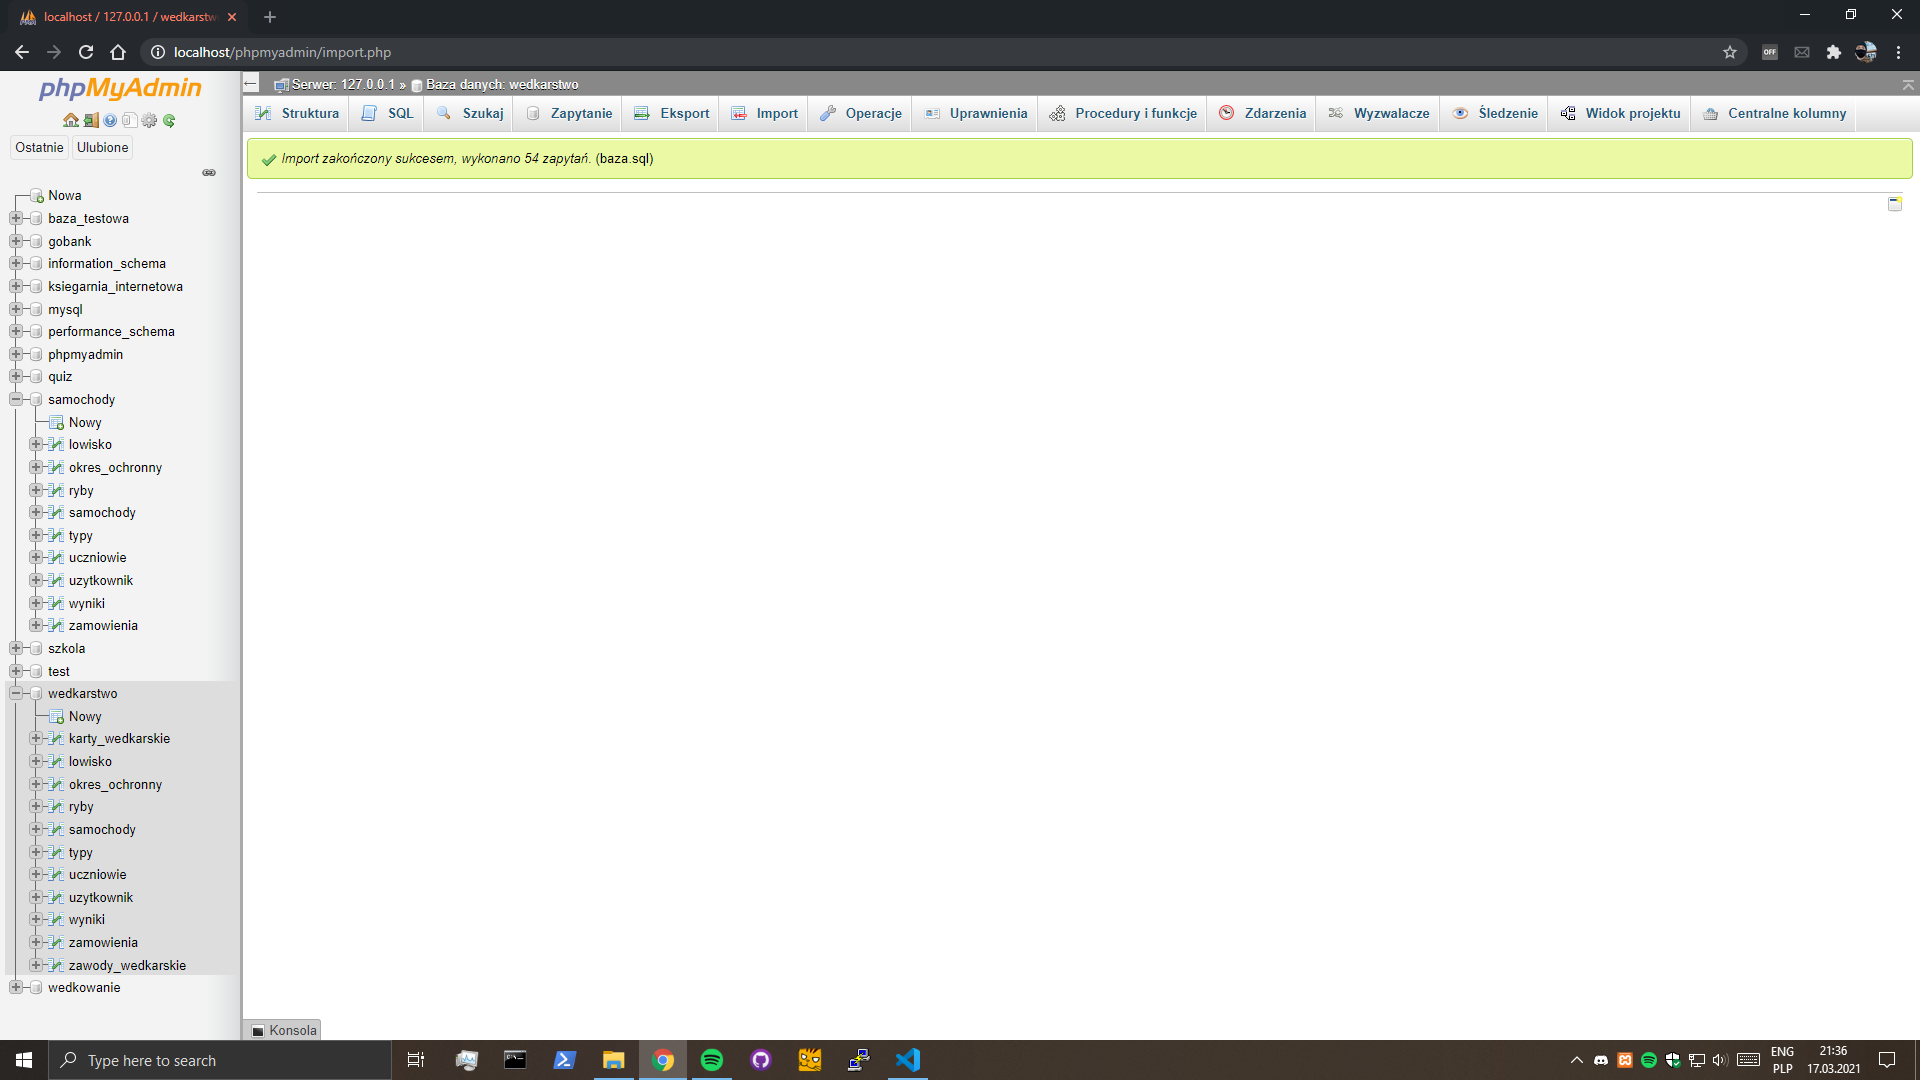 localhost / 127.0.0.1 / wedkarstw
localhost/phpmyadmin/import.php
OFF
phpMyAdmin
Ostatnie Ulubione
Nowa
baza_testowa
gobank
information_schema
ksiegarnia_internetowa
mysql
performance_schema
phpmyadmin
quiz
samochody
Nowy
lowisko
okres_ochronny
ryby
samochody
typy
uczniowie
uzytkownik
wyniki
zamowienia
szkola
test
wedkarstwo
Nowy
karty_wedkarskie
lowisko
okres_ochronny
ryby
samochody
typy
uczniowie
uzytkownik
wyniki
zamowienia
zawody_wedkarskie
wedkowanie
Serwer: 127.0.0.1 » Baza danych: wedkarstwo
Struktura SQL Szukaj Zapytanie Eksport Import Operacje Uprawnienia Procedury i funkcje Zdarzenia Wyzwalacze Śledzenie Widok projektu Centralne kolumny
Import zakończony sukcesem, wykonano 54 zapytań. (baza.sql)
Konsola
Type here to search
ENG
PLP
21:36
17.03.2021